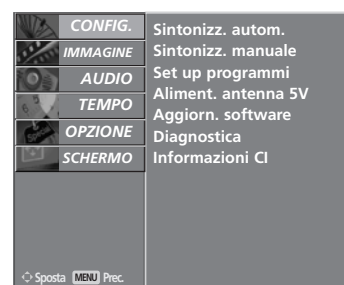 CONFIG.
IMMAGINE
AUDIO
TEMPO
OPZIONE
SCHERMO
Sintonizz. autom.
Sintonizz. manuale
Set up programmi
Aliment. antenna 5V
Aggiorn. software
Diagnostica
Informazioni CI
Sposta MENU Prec.